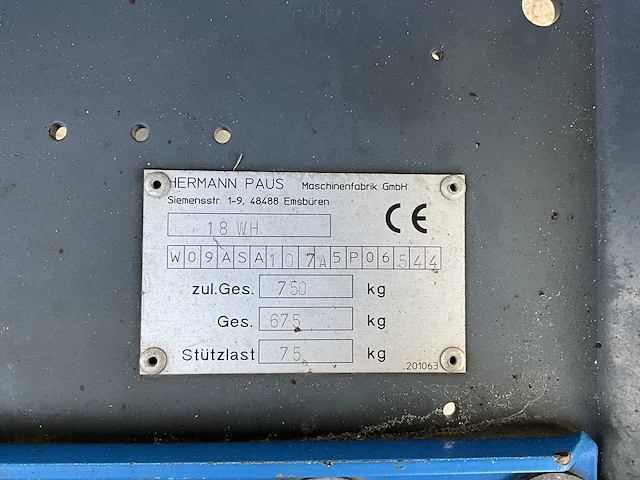 HERMANN PAUS Maschinenfabrik GmbH
Siemensstr. 1-9, 48488 Emsbüren
CE
18 WH
W09ASA107A5P06544
zul.Ges. 750 kg
Ges. 675 kg
Stützlast 75 kg
201063